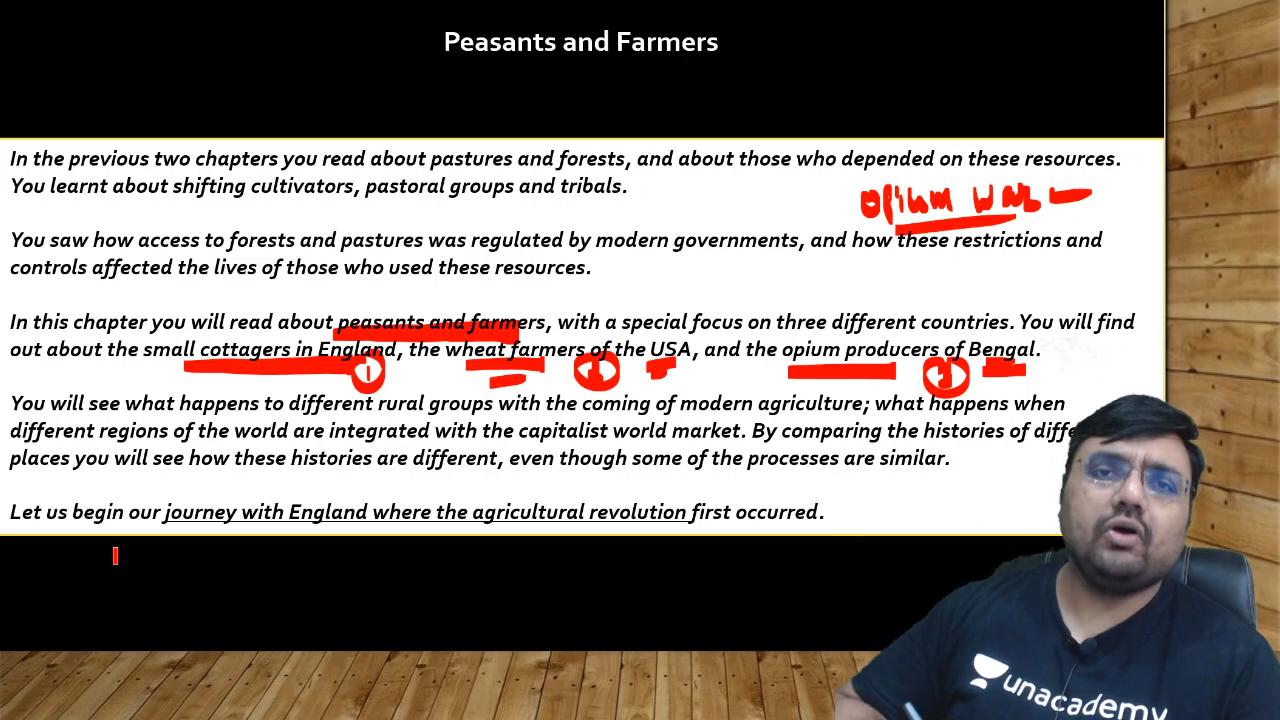 Peasants and Farmers
In the previous two chapters you read about pastures and forests, and about those who depended on these resources.
You learnt about shifting cultivators, pastoral groups and tribals.
Opium War
You saw how access to forests and pastures was regulated by modern governments, and how these restrictions and
controls affected the lives of those who used these resources.
In this chapter you will read about peasants and farmers, with a special focus on three different countries. You will find
out about the small cottagers in England, the wheat farmers of the USA, and the opium producers of Bengal.
1
You will see what happens to different rural groups with the coming of modern agriculture; what happens when
different regions of the world are integrated with the capitalist world market. By comparing the histories of diffe
places you will see how these histories are different, even though some of the processes are similar.
Let us begin our journey with England where the agricultural revolution first occurred.
unacademy